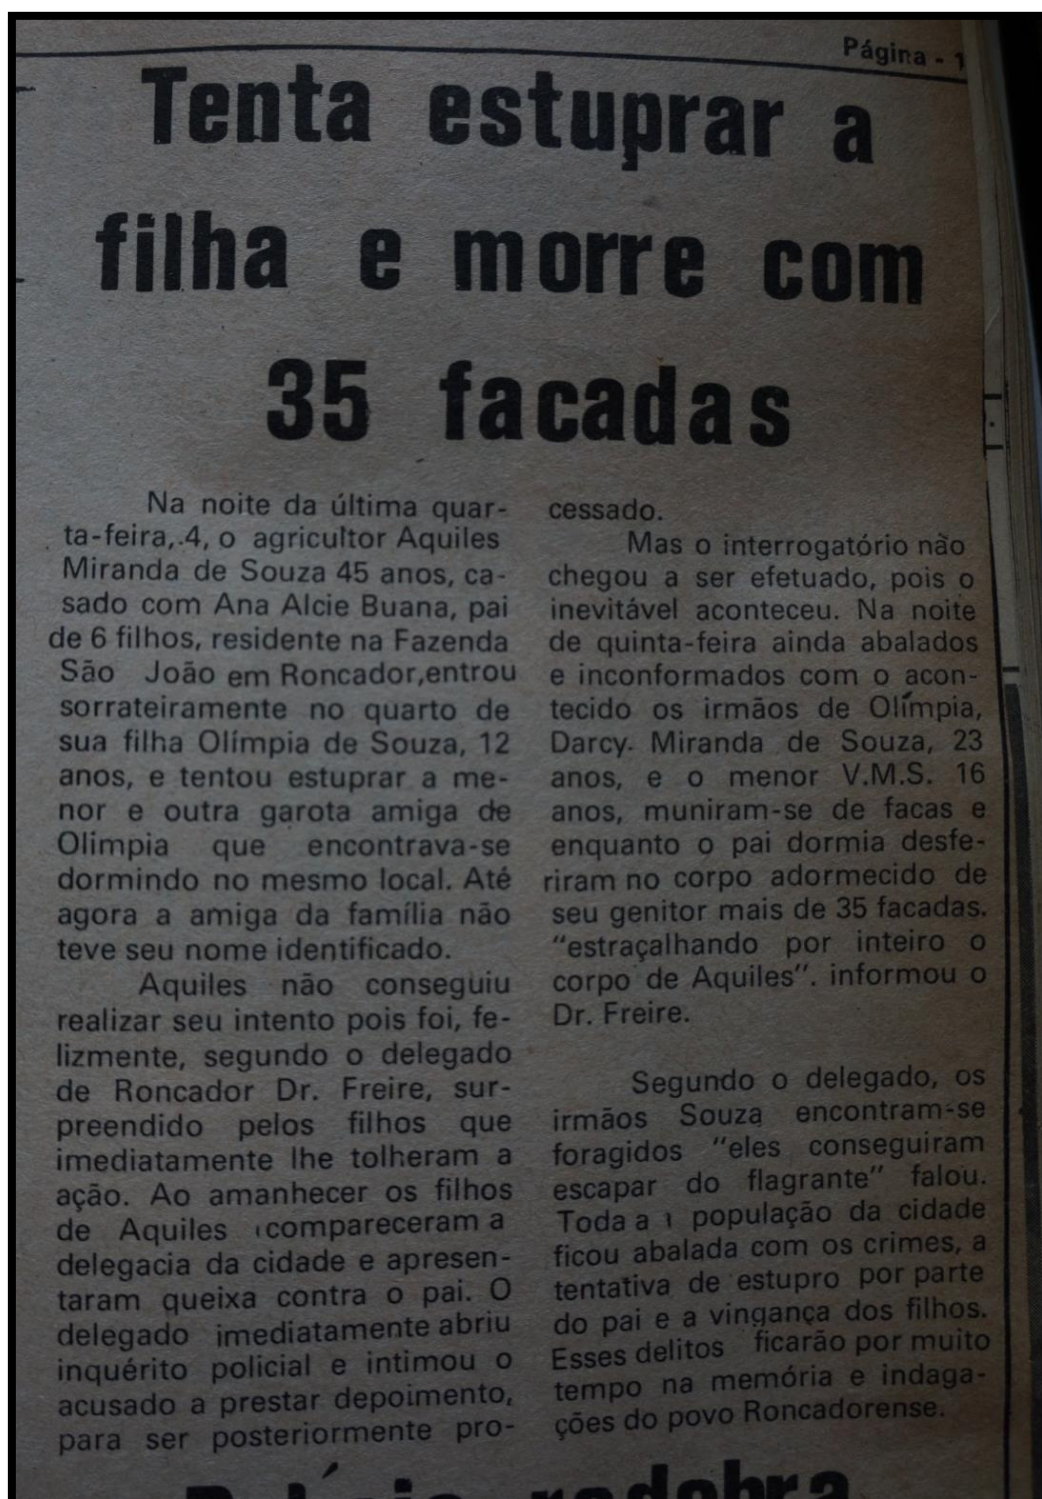 Página - 1
Tenta estuprar a
filha e morre com
35 facadas
Na noite da última quar-
ta-feira, 4, o agricultor Aquiles
Miranda de Souza 45 anos, ca-
sado com Ana Alcie Buana, pai
de 6 filhos, residente na Fazenda
São João em Roncador,entrou
sorrateiramente no quarto de
sua filha Olímpia de Souza, 12
anos, e tentou estuprar a me-
nor e outra garota amiga de
Olimpia que encontrava-se
dormindo no mesmo local. Até
agora a amiga da família não
teve seu nome identificado.
Aquiles não conseguiu
realizar seu intento pois foi, fe-
lizmente, segundo o delegado
de Roncador Dr. Freire, sur-
preendido pelos filhos que
imediatamente lhe tolheram a
ação. Ao amanhecer os filhos
de Aquiles compareceram a
delegacia da cidade e apresen-
taram queixa contra o pai. O
delegado imediatamente abriu
inquérito policial e intimou o
acusado a prestar depoimento,
para ser posteriormente pro-
cessado.
Mas o interrogatório não
chegou a ser efetuado, pois o
inevitável aconteceu. Na noite
de quinta-feira ainda abalados
e inconformados com o acon-
tecido os irmãos de Olímpia,
Darcy Miranda de Souza, 23
anos, e o menor V.M.S. 16
anos, muniram-se de facas e
enquanto o pai dormia desfe-
riram no corpo adormecido de
seu genitor mais de 35 facadas.
"estraçalhando por inteiro o
corpo de Aquiles". informou o
Dr. Freire.
Segundo o delegado, os
irmãos Souza encontram-se
foragidos "eles conseguiram
escapar do flagrante" falou.
Toda a população da cidade
ficou abalada com os crimes, a
tentativa de estupro por parte
do pai e a vingança dos filhos.
Esses delitos ficarão por muito
tempo na memória e indaga-
ções do povo Roncadorense.